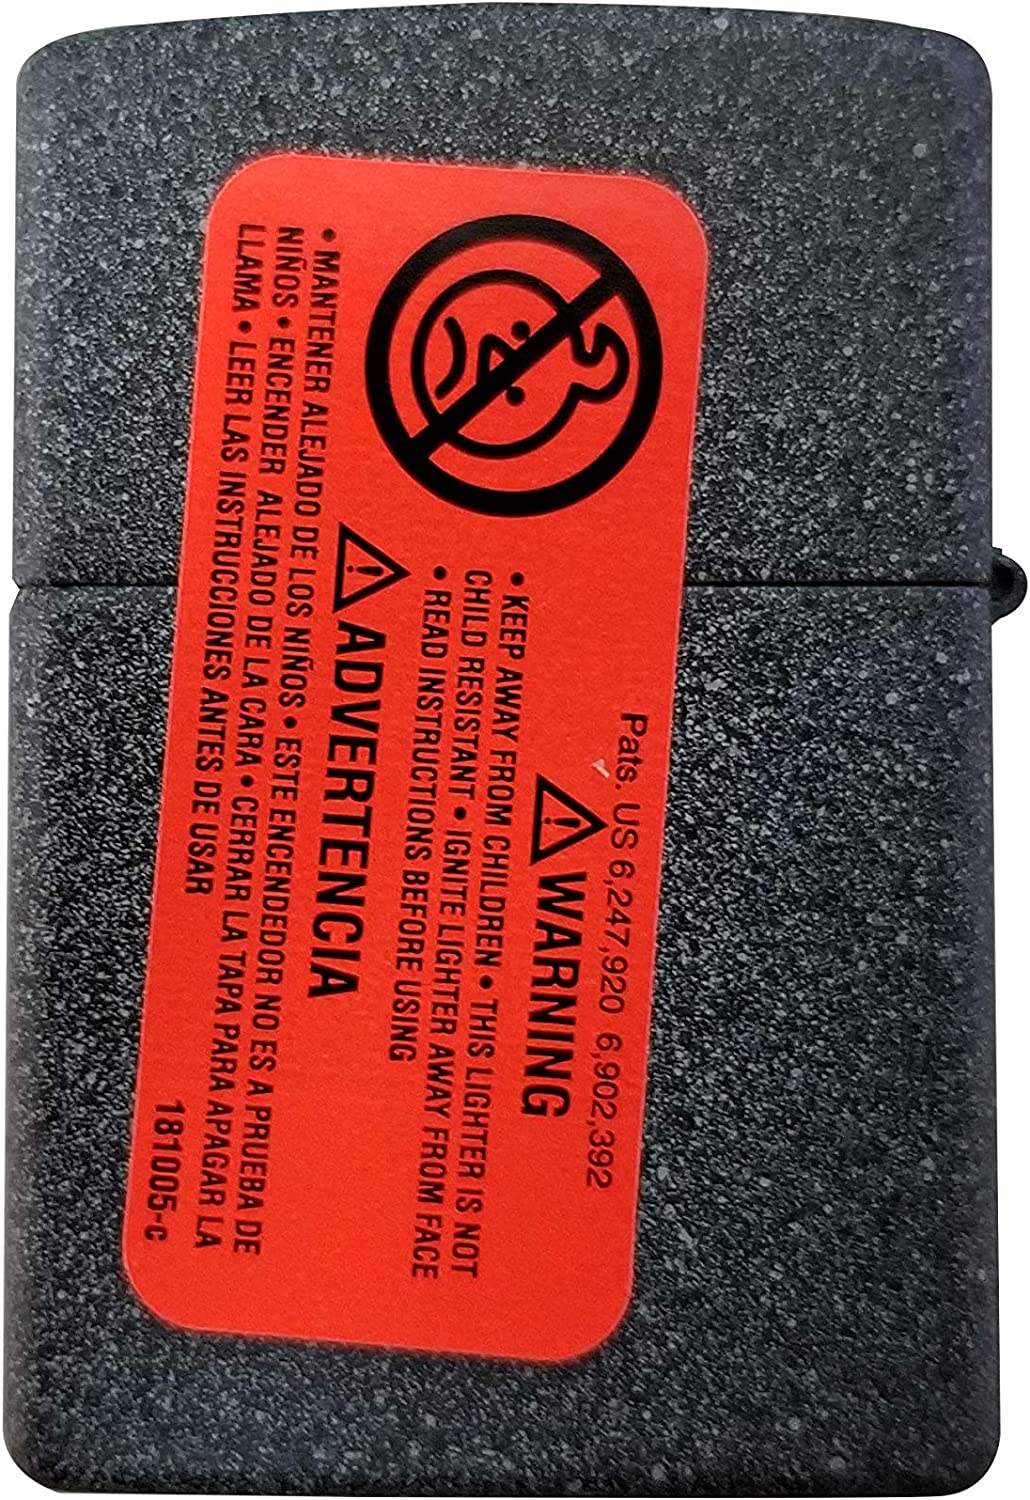 Pats. US 6,247,920 6,902,392
WARNING
• KEEP AWAY FROM CHILDREN • THIS LIGHTER IS NOT
CHILD RESISTANT • IGNITE LIGHTER AWAY FROM FACE
• READ INSTRUCTIONS BEFORE USING
ADVERTENCIA
• MANTENER ALEJADO DE LOS NIÑOS • ESTE ENCENDEDOR NO ES A PRUEBA DE
NIÑOS • ENCENDER ALEJADO DE LA CARA • CERRAR LA TAPA PARA APAGAR LA
LLAMA • LEER LAS INSTRUCCIONES ANTES DE USAR
181005-c